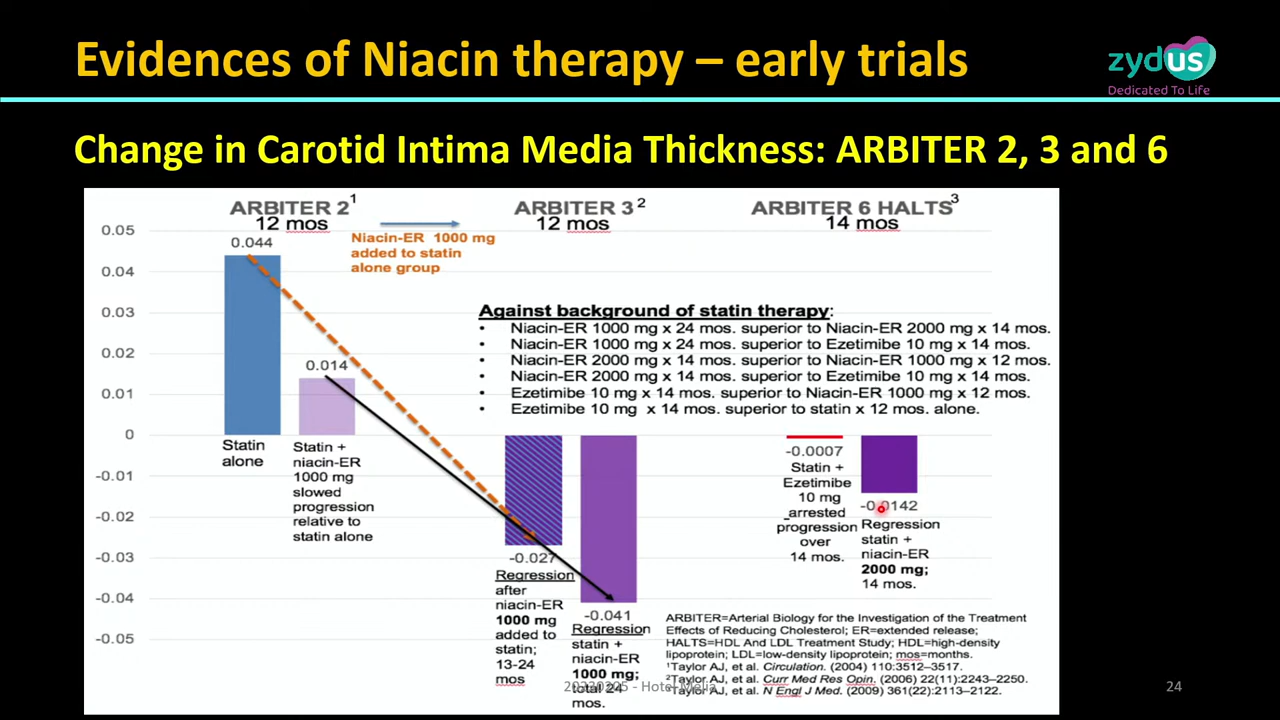 Evidences of Niacin therapy – early trials
zydus
Dedicated To Life
Change in Carotid Intima Media Thickness: ARBITER 2, 3 and 6
ARBITER 2¹
12 mos
ARBITER 3²
12 mos
ARBITER 6 HALTS³
14 mos
Niacin-ER 1000 mg
added to statin
alone group
0.05
0.04
0.03
0.02
0.01
0
-0.01
-0.02
-0.03
-0.04
-0.05
0.044
0.014
Statin
alone
Statin +
niacin-ER
1000 mg
slowed
progression
relative to
statin alone
Against background of statin therapy:
• Niacin-ER 1000 mg x 24 mos. superior to Niacin-ER 2000 mg x 14 mos.
• Niacin-ER 1000 mg x 24 mos. superior to Ezetimibe 10 mg x 14 mos.
• Niacin-ER 2000 mg x 14 mos. superior to Niacin-ER 1000 mg x 12 mos.
• Niacin-ER 2000 mg x 14 mos. superior to Ezetimibe 10 mg x 14 mos.
• Ezetimibe 10 mg x 14 mos. superior to Niacin-ER 1000 mg x 12 mos.
• Ezetimibe 10 mg x 14 mos. superior to statin x 12 mos. alone.
-0.027
Regression
after
niacin-ER
1000 mg
added to
statin;
13-24
mos
-0.041
Regression
statin +
niacin-ER
1000 mg;
total 24
mos.
-0.0007
Statin +
Ezetimibe
10 mg
arrested
progression
over
14 mos.
-0.0142
Regression
statin +
niacin-ER
2000 mg;
14 mos.
ARBITER=Arterial Biology for the Investigation of the Treatment
Effects of Reducing Cholesterol; ER=extended release;
HALTS=HDL And LDL Treatment Study; HDL=high-density
lipoprotein; LDL=low-density lipoprotein; mos=months.
¹Taylor AJ, et al. Circulation. (2004) 110:3512–3517.
²Taylor AJ, et al. Curr Med Res Opin. (2006) 22(11):2243–2250.
³Taylor AJ, et al. N Engl J Med. (2009) 361(22):2113–2122.
- Hotel Melia
24